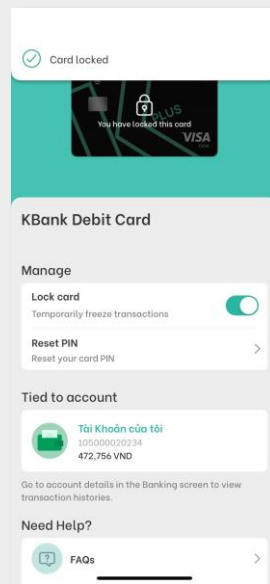 Card locked
PLUS
You have locked this card
VISA
Debit
KBank Debit Card
Manage
Lock card
Temporarily freeze transactions
Reset PIN
Reset your card PIN
Tied to account
Tài Khoản của tôi
105000020234
472,756 VND
Go to account details in the Banking screen to view
transaction histories.
Need Help?
FAQs